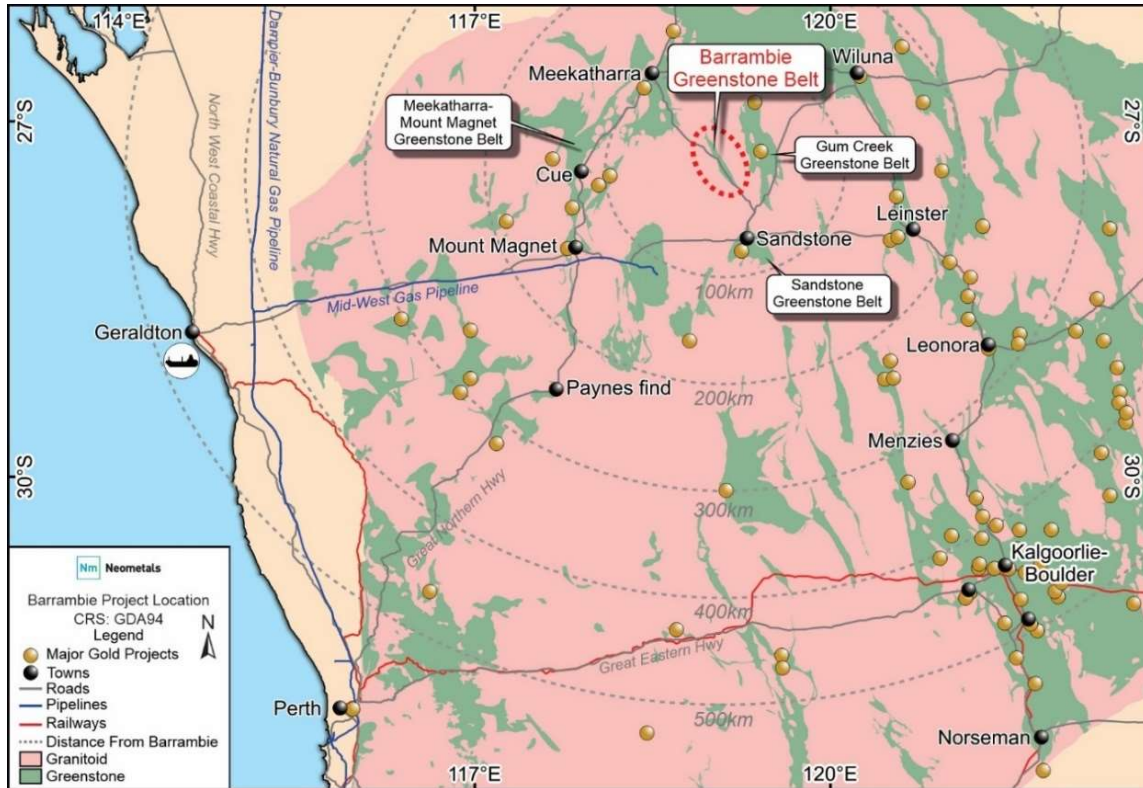 114°E
117°E
120°E
Dampier-Bunbury Natural Gas Pipeline
North West Coastal Hwy
Meekatharra
Barrambie
Greenstone Belt
Wiluna
27°S
27°S
Meekatharra-
Mount Magnet
Greenstone Belt
Gum Creek
Greenstone Belt
Cue
Leinster
Mount Magnet
Sandstone
Sandstone
Greenstone Belt
100km
Mid-West Gas Pipeline
Geraldton
Leonora
Paynes find
200km
Menzies
30°S
30°S
300km
Great Northern Hwy
Kalgoorlie-
Boulder
400km
Great Eastern Hwy
500km
Perth
Norseman
Nm Neometals
Barrambie Project Location
CRS: GDA94
Legend
N
Major Gold Projects
Towns
Roads
Pipelines
Railways
Distance From Barrambie
Granitoid
Greenstone
117°E
120°E